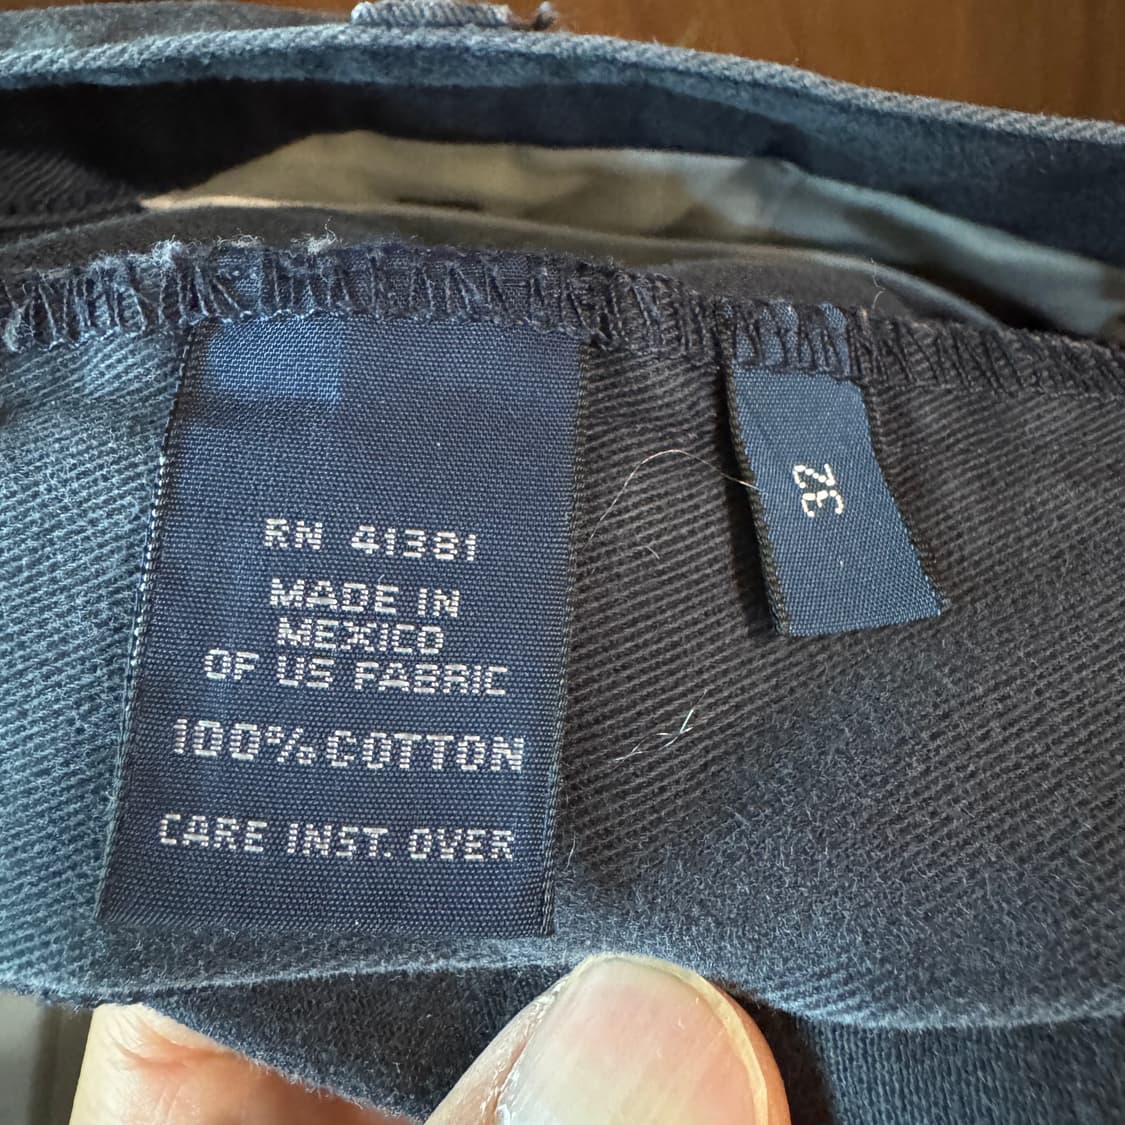 RN 41381
MADE IN
MEXICO
OF US FABRIC
100% COTTON
CARE INST. OVER
32